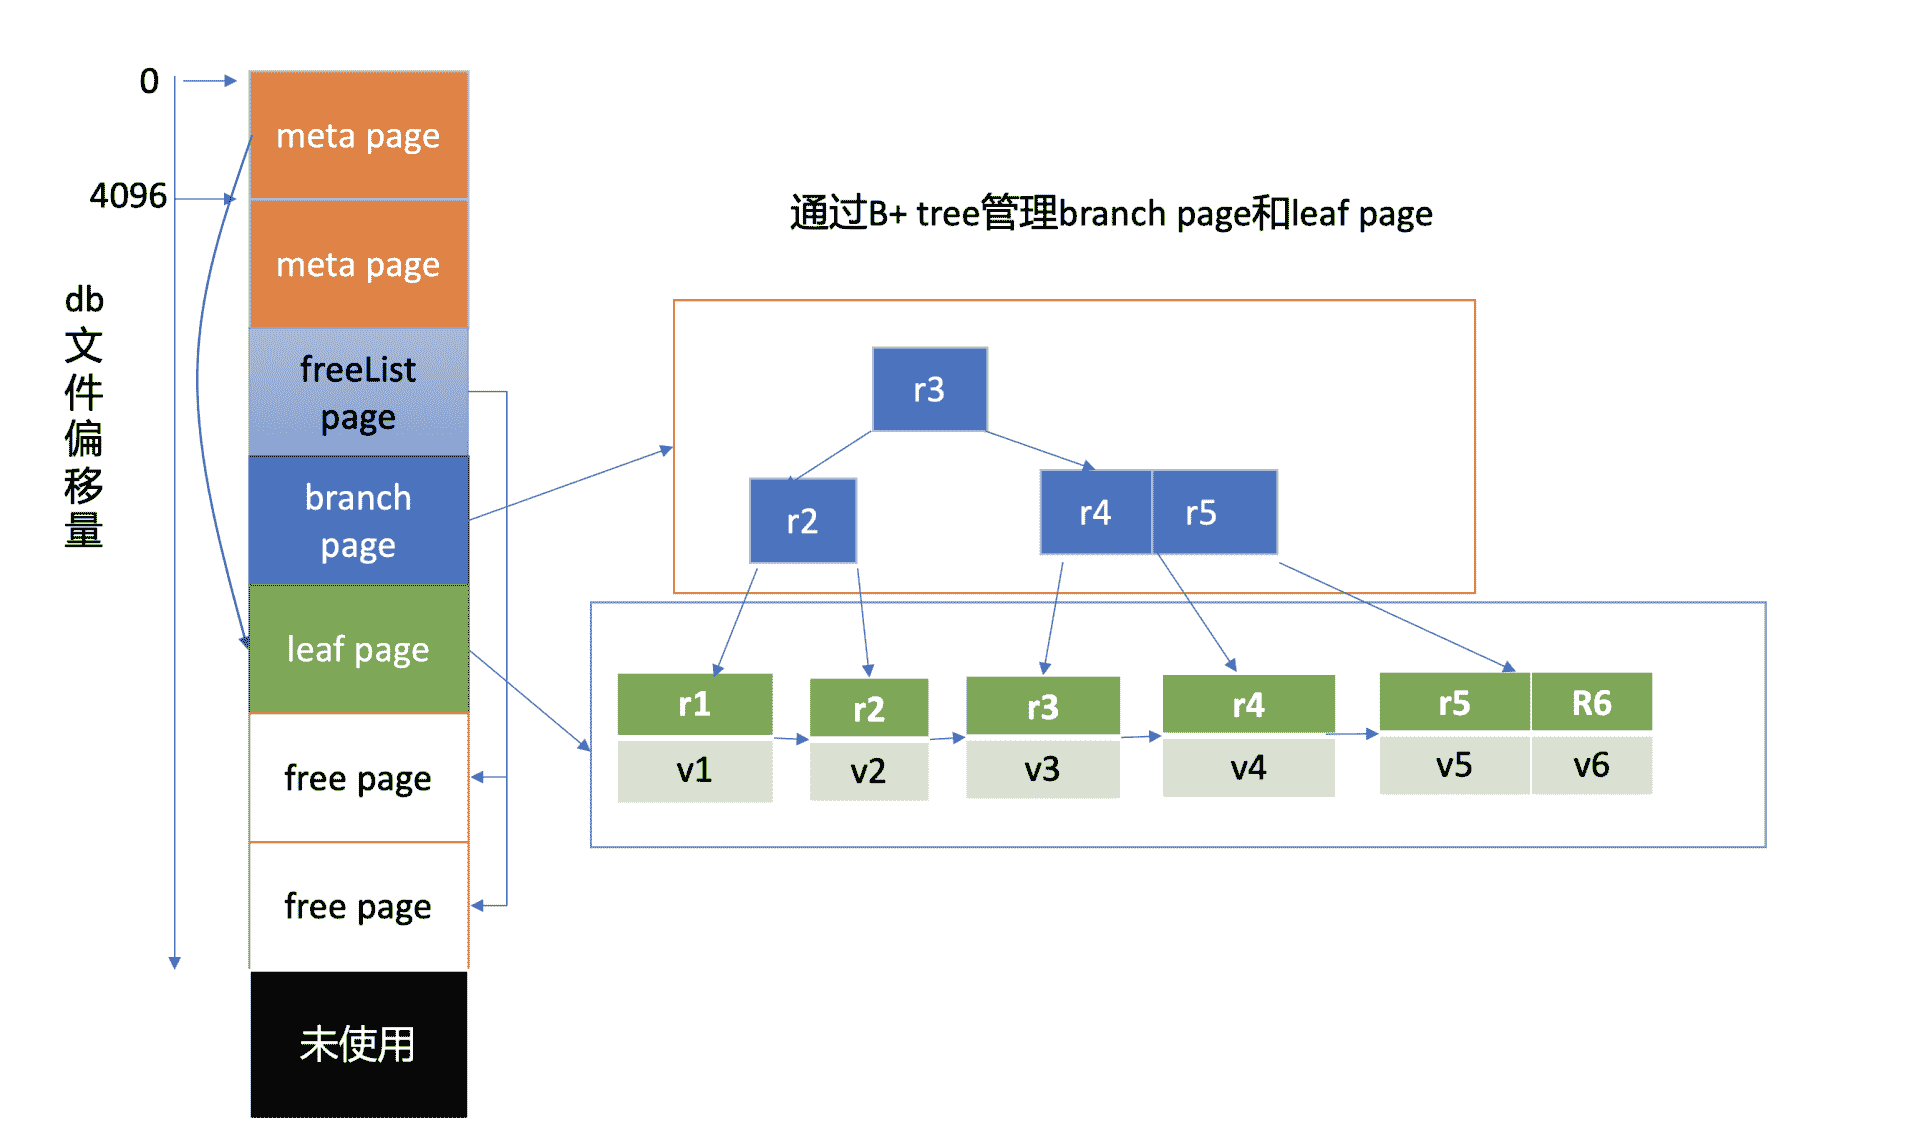 0
meta page
4096
meta page
db
文
件
偏
移
量
freeList
page
branch
page
leaf page
free page
free page
未使用
通过B+ tree管理branch page和leaf page
r3
r2
r4 r5
r1 r2 r3 r4 r5 R6
v1 v2 v3 v4 v5 v6